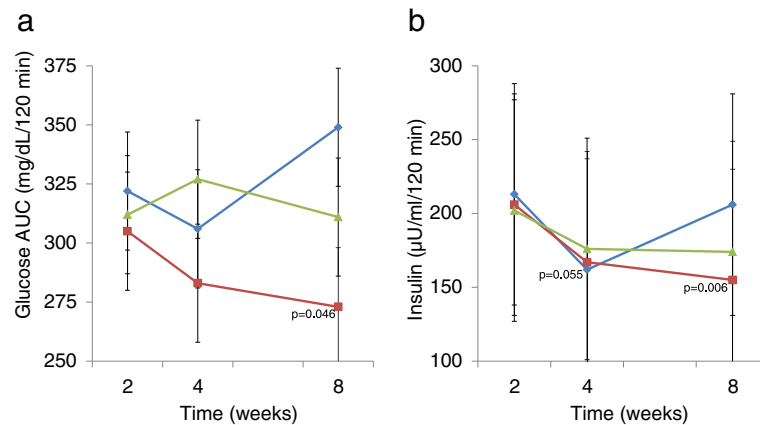 a
Glucose AUC (mg/dL/120 min)
375
350
325
300
275
250
p=0.046
2 4 8
Time (weeks)
b
Insulin (µU/ml/120 min)
300
250
200
150
100
p=0.055
p=0.006
2 4 8
Time (weeks)